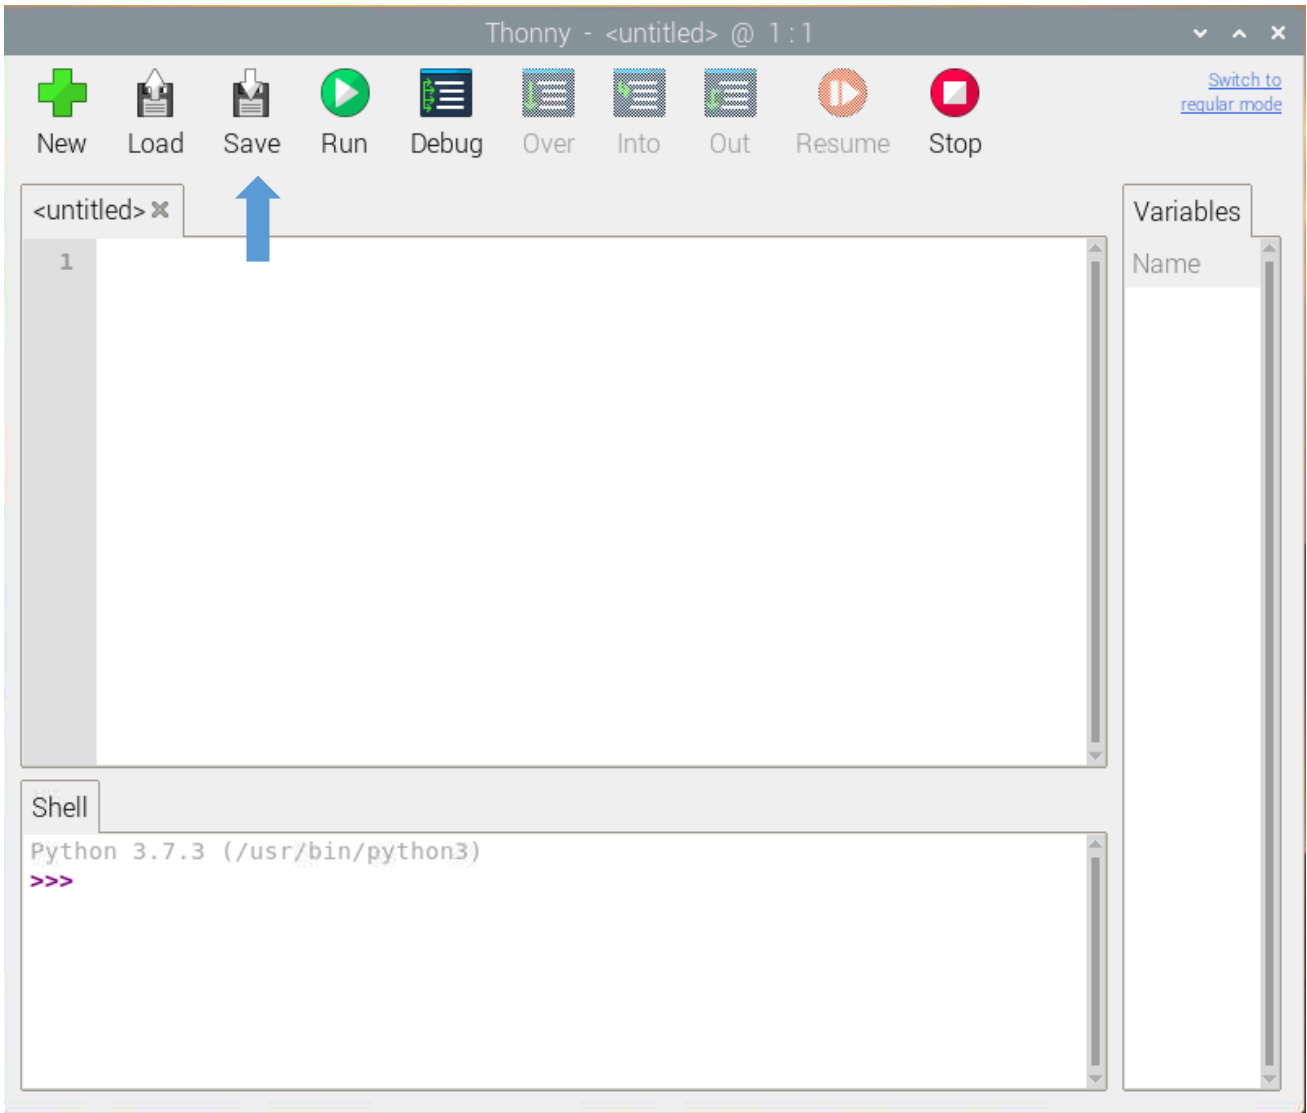 Thonny - <untitled> @ 1:1
Switch to
regular mode
New Load Save Run Debug Over Into Out Resume Stop
<untitled>
Variables
1
Name
Shell
Python 3.7.3 (/usr/bin/python3)
>>>